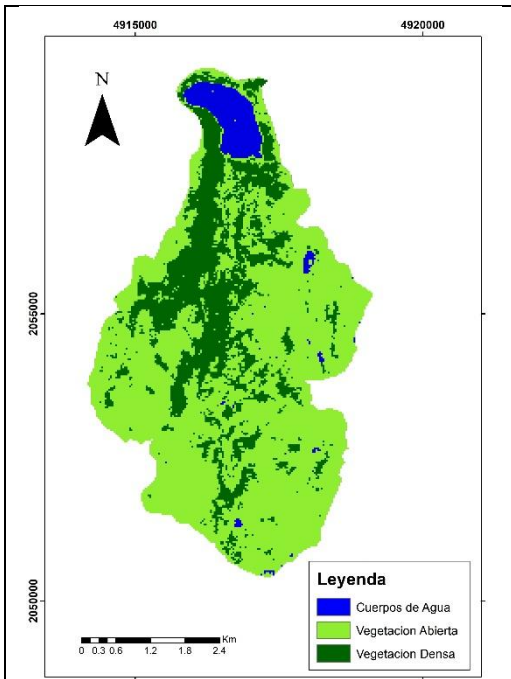 4915000 4920000
N
2055000
2050000
Leyenda
Cuerpos de Agua
Vegetacion Abierta
Vegetacion Densa
Km
0 0.3 0.6 1.2 1.8 2.4